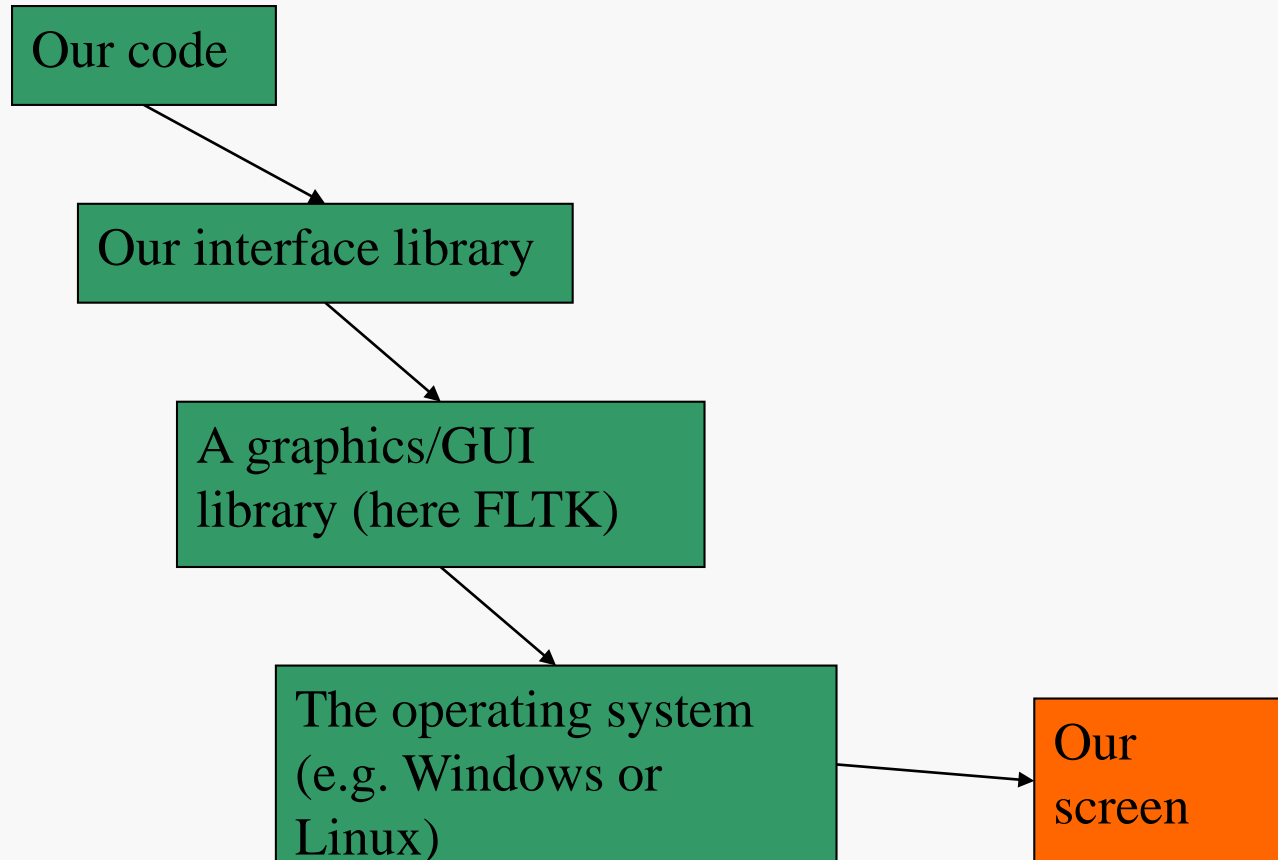 Our code
Our interface library
A graphics/GUI
library (here FLTK)
The operating system
(e.g. Windows or
Linux)
Our
screen